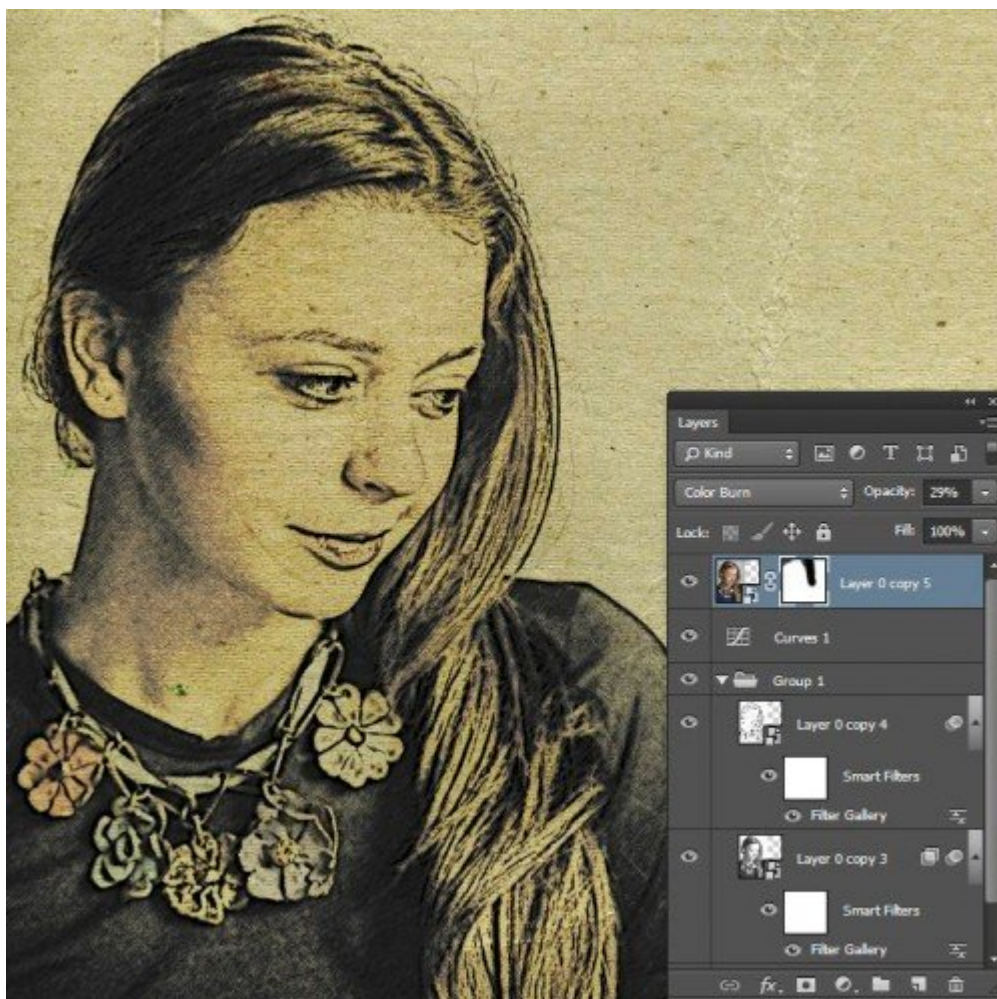 Layers
Kind
Color Burn Opacity: 29%
Lock: Fill: 100%
Layer 0 copy 5
Curves 1
Group 1
Layer 0 copy 4
Smart Filters
Filter Gallery
Layer 0 copy 3
Smart Filters
Filter Gallery
fx